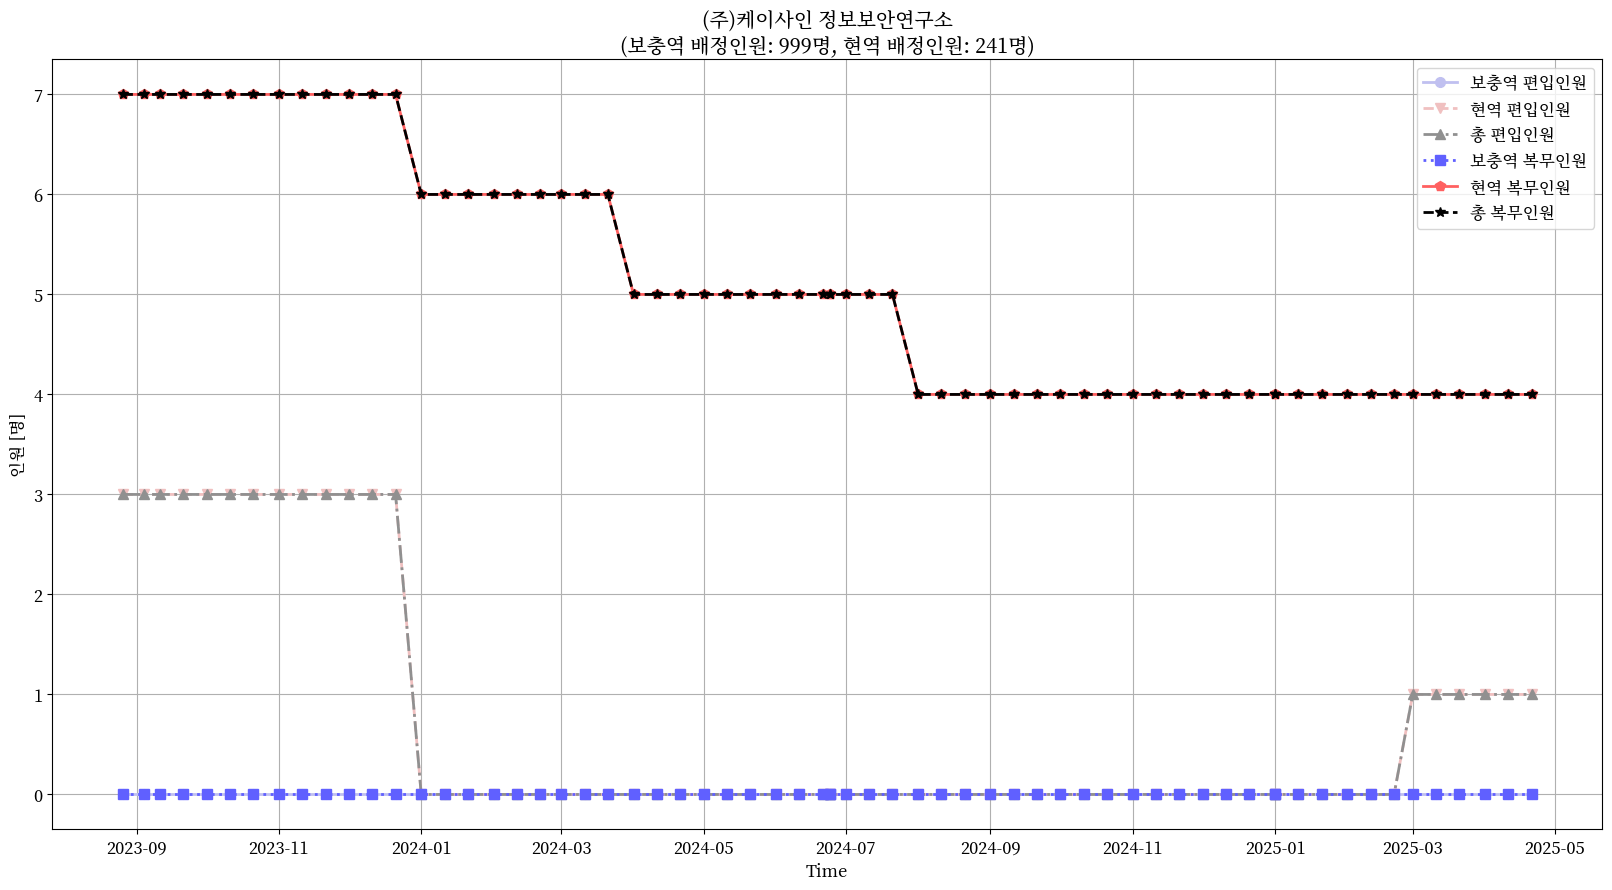 (주)케이사인 정보보안연구소
(보충역 배정인원: 999명, 현역 배정인원: 241명)
보충역 편입인원
현역 편입인원
총 편입인원
보충역 복무인원
현역 복무인원
총 복무인원
인원 [명]
7
6
5
4
3
2
1
0
2023-09
2023-11
2024-01
2024-03
2024-05
2024-07
2024-09
2024-11
2025-01
2025-03
2025-05
Time